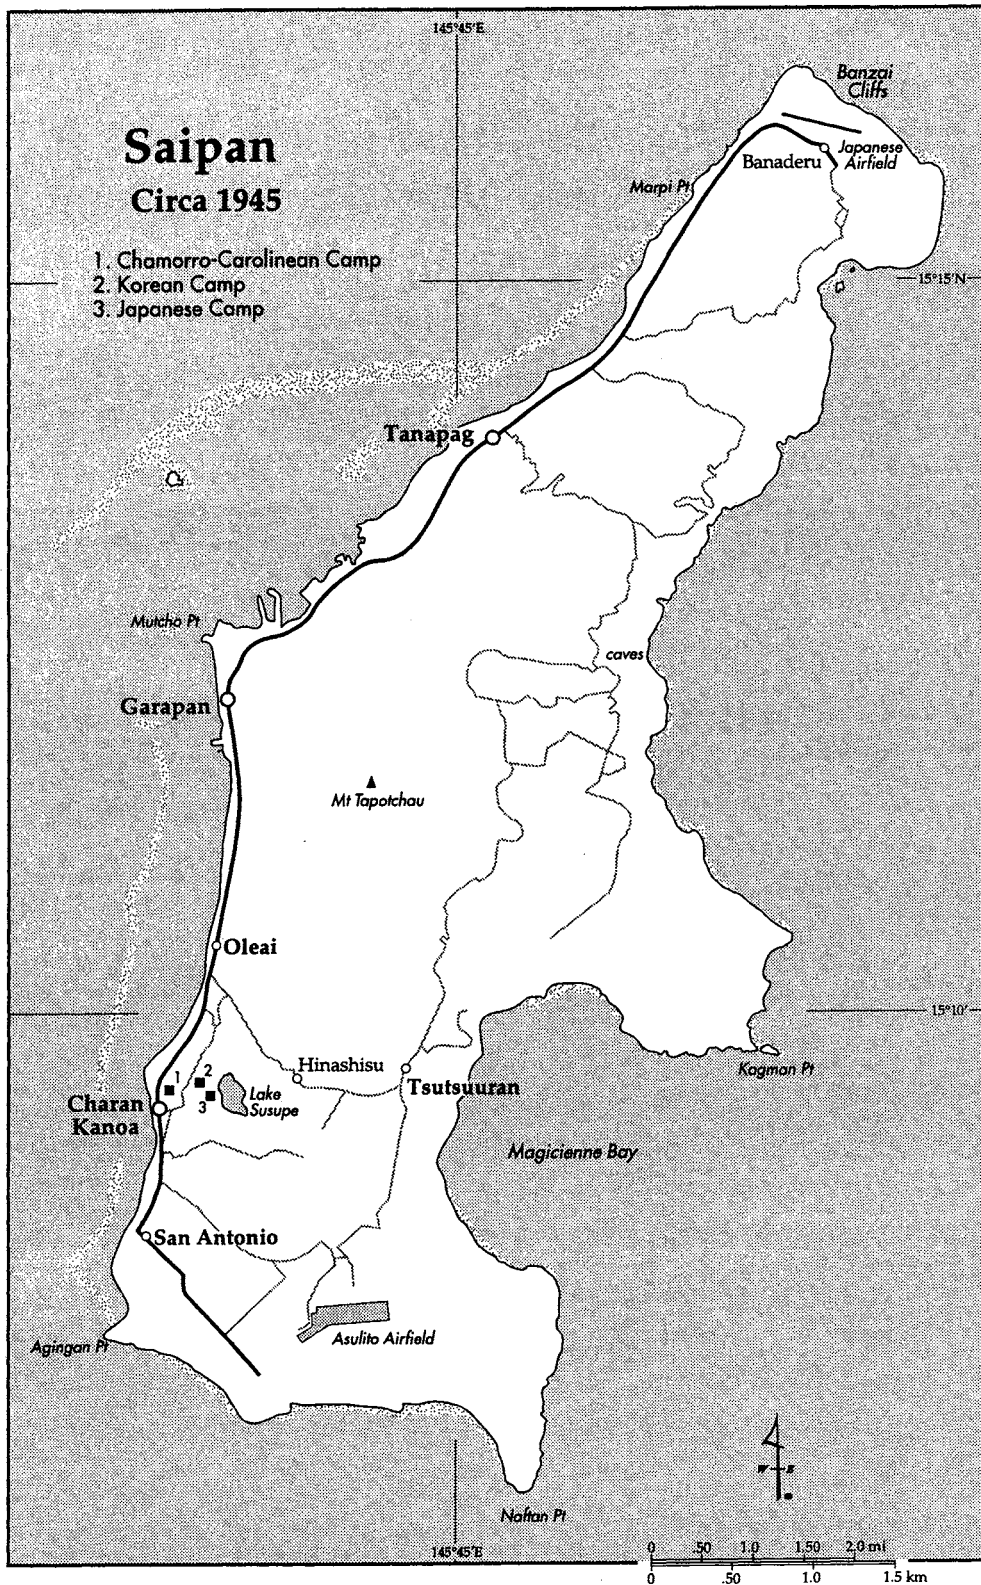 145°45'E
Banzai
Cliffs
Saipan
Circa 1945
Japanese
Airfield
Banaderu
Marpi Pt
1. Chamorro-Carolinean Camp
2. Korean Camp
3. Japanese Camp
15°15'N
Tanapag
Mutcho Pt
caves
Garapan
Mt Tapotchau
Oleai
15°10'
Hinashisu
Kagman Pt
1
2
3
Lake
Susupe
Tsutsuuran
Charan
Kanoa
Magicienne Bay
San Antonio
Agingan Pt
Asulito Airfield
W E
Naftan Pt
145°45'E
0 .50 1.0 1.50 2.0 mi
0 .50 1.0 1.5 km